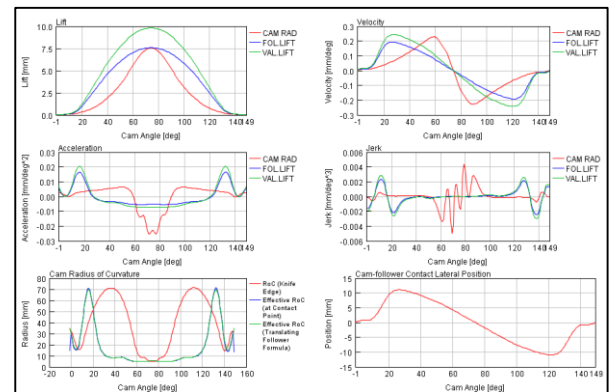 Lift
Lift [mm]
10.0
7.5
5.0
2.5
0.0
-1 20 40 60 80 100 120 140149
Cam Angle [deg]
CAM RAD
FOL.LIFT
VAL.LIFT
Velocity
Velocity [mm/deg]
0.3
0.2
0.1
0.0
-0.1
-0.2
-0.3
-1 20 40 60 80 100 120 140 149
Cam Angle [deg]
CAM RAD
FOL.LIFT
VAL.LIFT
Acceleration
Acceleration [mm/deg^2]
0.03
0.02
0.01
0.00
-0.01
-0.02
-0.03
-1 20 40 60 80 100 120 140149
Cam Angle [deg]
CAM RAD
FOL.LIFT
VAL.LIFT
Jerk
Jerk [mm/deg^3]
0.006
0.004
0.002
0.000
-0.002
-0.004
-0.006
-1 20 40 60 80 100 120 140149
Cam Angle [deg]
CAM RAD
FOL.LIFT
VAL.LIFT
Cam Radius of Curvature
Radius [mm]
80
70
60
50
40
30
20
10
0
-20 0 20 40 60 80 100 120 140 160
Cam Angle [deg]
RoC (Knife
Edge)
Effective RoC
(at Contact
Point)
Effective RoC
(Translating
Follower
Formula)
Cam-follower Contact Lateral Position
Position [mm]
15
10
5
0
-5
-10
-15
-1 20 40 60 80 100 120 140149
Cam Angle [deg]